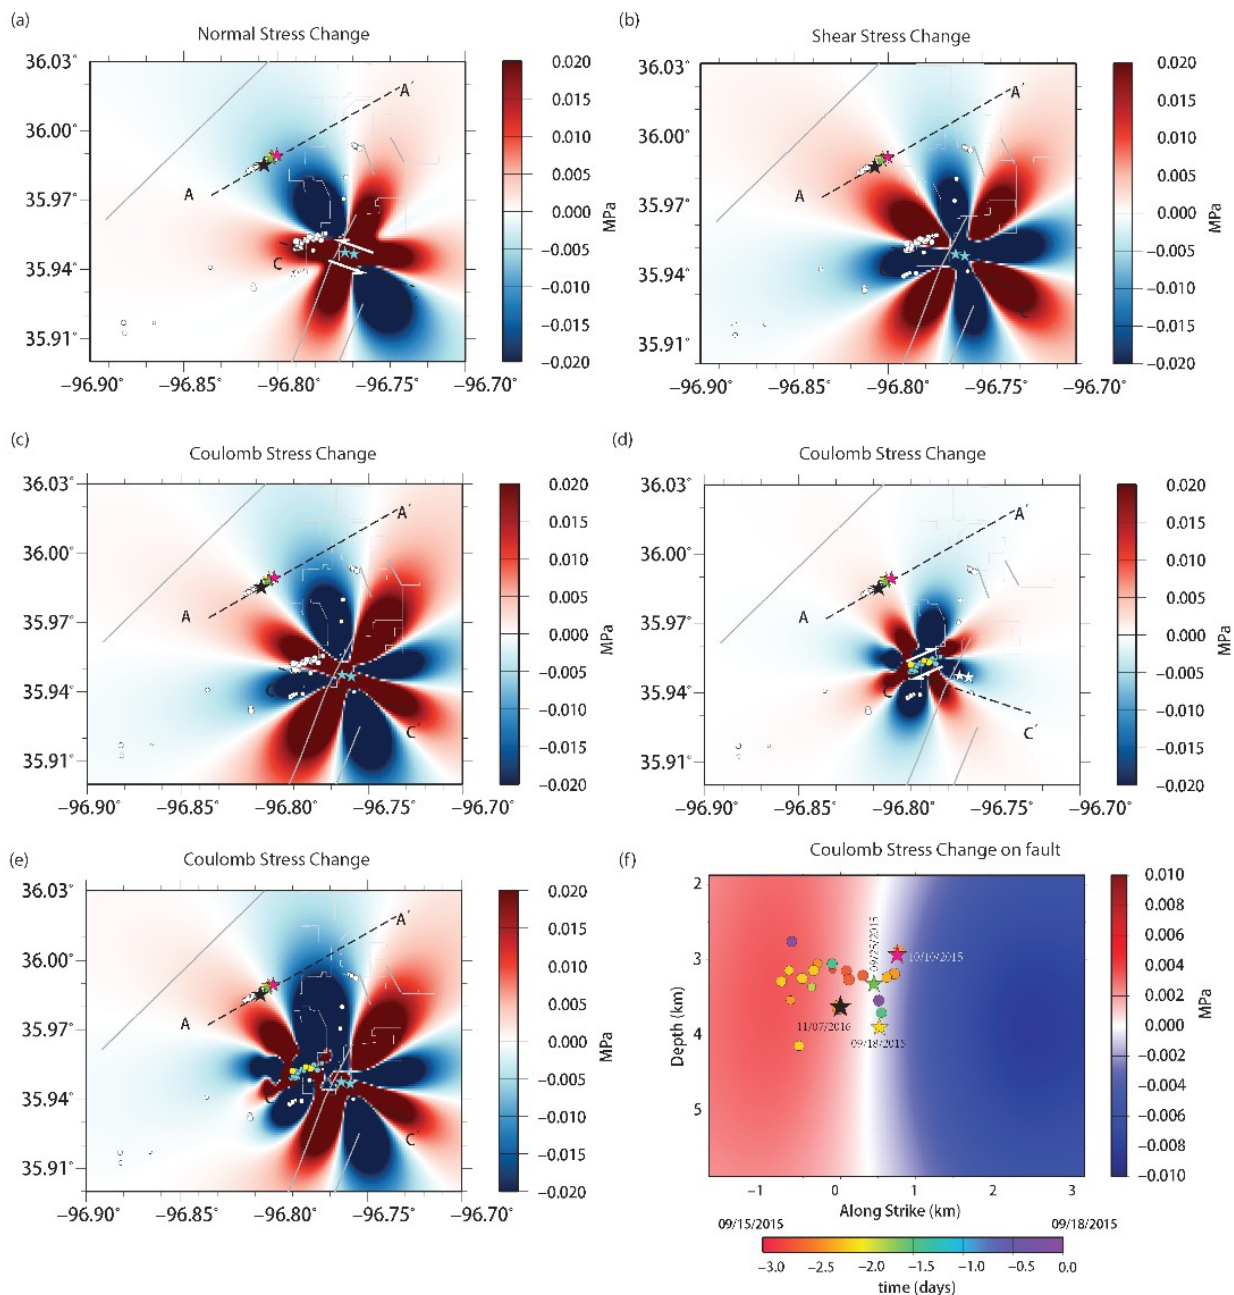 (a)
Normal Stress Change
36.03°
36.00°
35.97°
35.94°
35.91°
−96.90° −96.85° −96.80° −96.75° −96.70°
A
A´
C
0.020
0.015
0.010
0.005
0.000
−0.005
−0.010
−0.015
−0.020
MPa
(b)
Shear Stress Change
36.03°
36.00°
35.97°
35.94°
35.91°
−96.90° −96.85° −96.80° −96.75° −96.70°
A
A´
C
0.020
0.015
0.010
0.005
0.000
−0.005
−0.010
−0.015
−0.020
MPa
(c)
Coulomb Stress Change
36.03°
36.00°
35.97°
35.94°
35.91°
−96.90° −96.85° −96.80° −96.75° −96.70°
A
A´
C
C´
0.020
0.015
0.010
0.005
0.000
−0.005
−0.010
−0.015
−0.020
MPa
(d)
Coulomb Stress Change
36.03°
36.00°
35.97°
35.94°
35.91°
−96.90° −96.85° −96.80° −96.75° −96.70°
A
A´
C
C´
0.020
0.015
0.010
0.005
0.000
−0.005
−0.010
−0.015
−0.020
MPa
(e)
Coulomb Stress Change
36.03°
36.00°
35.97°
35.94°
35.91°
−96.90° −96.85° −96.80° −96.75° −96.70°
A
A´
C
C´
0.020
0.015
0.010
0.005
0.000
−0.005
−0.010
−0.015
−0.020
MPa
(f)
Coulomb Stress Change on fault
2
3
4
5
Depth (km)
09/25/2015
10/10/2015
11/07/2016
09/18/2015
−1 0 1 2 3
Along Strike (km)
0.010
0.008
0.006
0.004
0.002
0.000
−0.002
−0.004
−0.006
−0.008
−0.010
MPa
09/15/2015 09/18/2015
−3.0 −2.5 −2.0 −1.5 −1.0 −0.5 0.0
time (days)